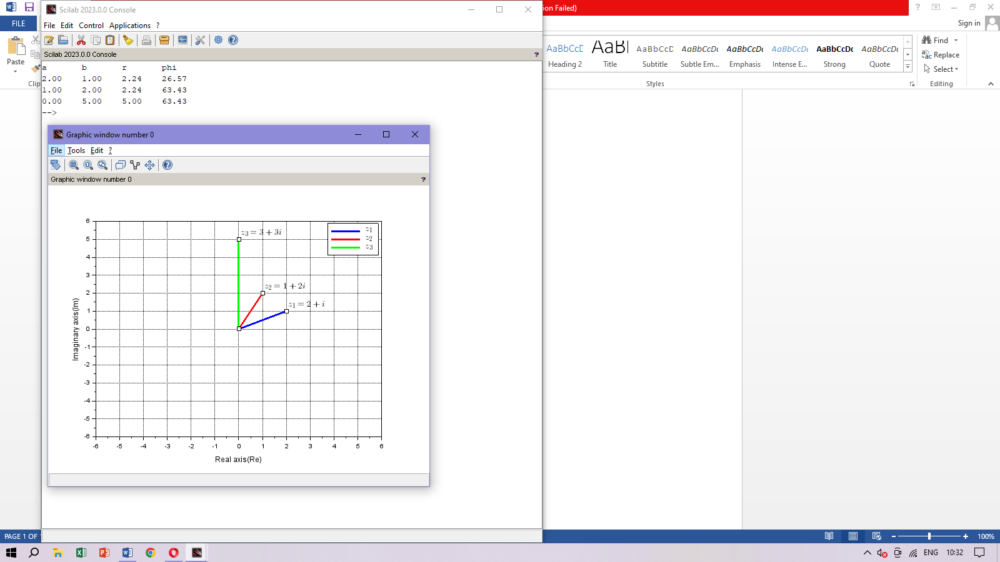 Scilab 2023.0.0 Console
ion Failed)
FILE
File Edit Control Applications ?
Sign in
Paste
Clip
Scilab 2023.0.0 Console ?
a b r phi
2.00 1.00 2.24 26.57
1.00 2.00 2.24 63.43
0.00 5.00 5.00 63.43
-->
AaBbCcD AaB AaBbCcD AaBbCcDc AaBbCcDc AaBbCcDc AaBbCcDc AaBbCcDc
Heading 2 Title Subtitle Subtle Em... Emphasis Intense E... Strong Quote
Styles
Find
Replace
Select
Editing
Graphic window number 0
File Tools Edit ?
Graphic window number 0 ?
z1
z2
z3
z3 = 3 + 3i
z2 = 1 + 2i
z1 = 2 + i
6
5
4
3
2
1
0
-1
-2
-3
-4
-5
-6
Imaginary axis(Im)
-6 -5 -4 -3 -2 -1 0 1 2 3 4 5 6
Real axis(Re)
PAGE 1 OF
100%
ENG 10:32